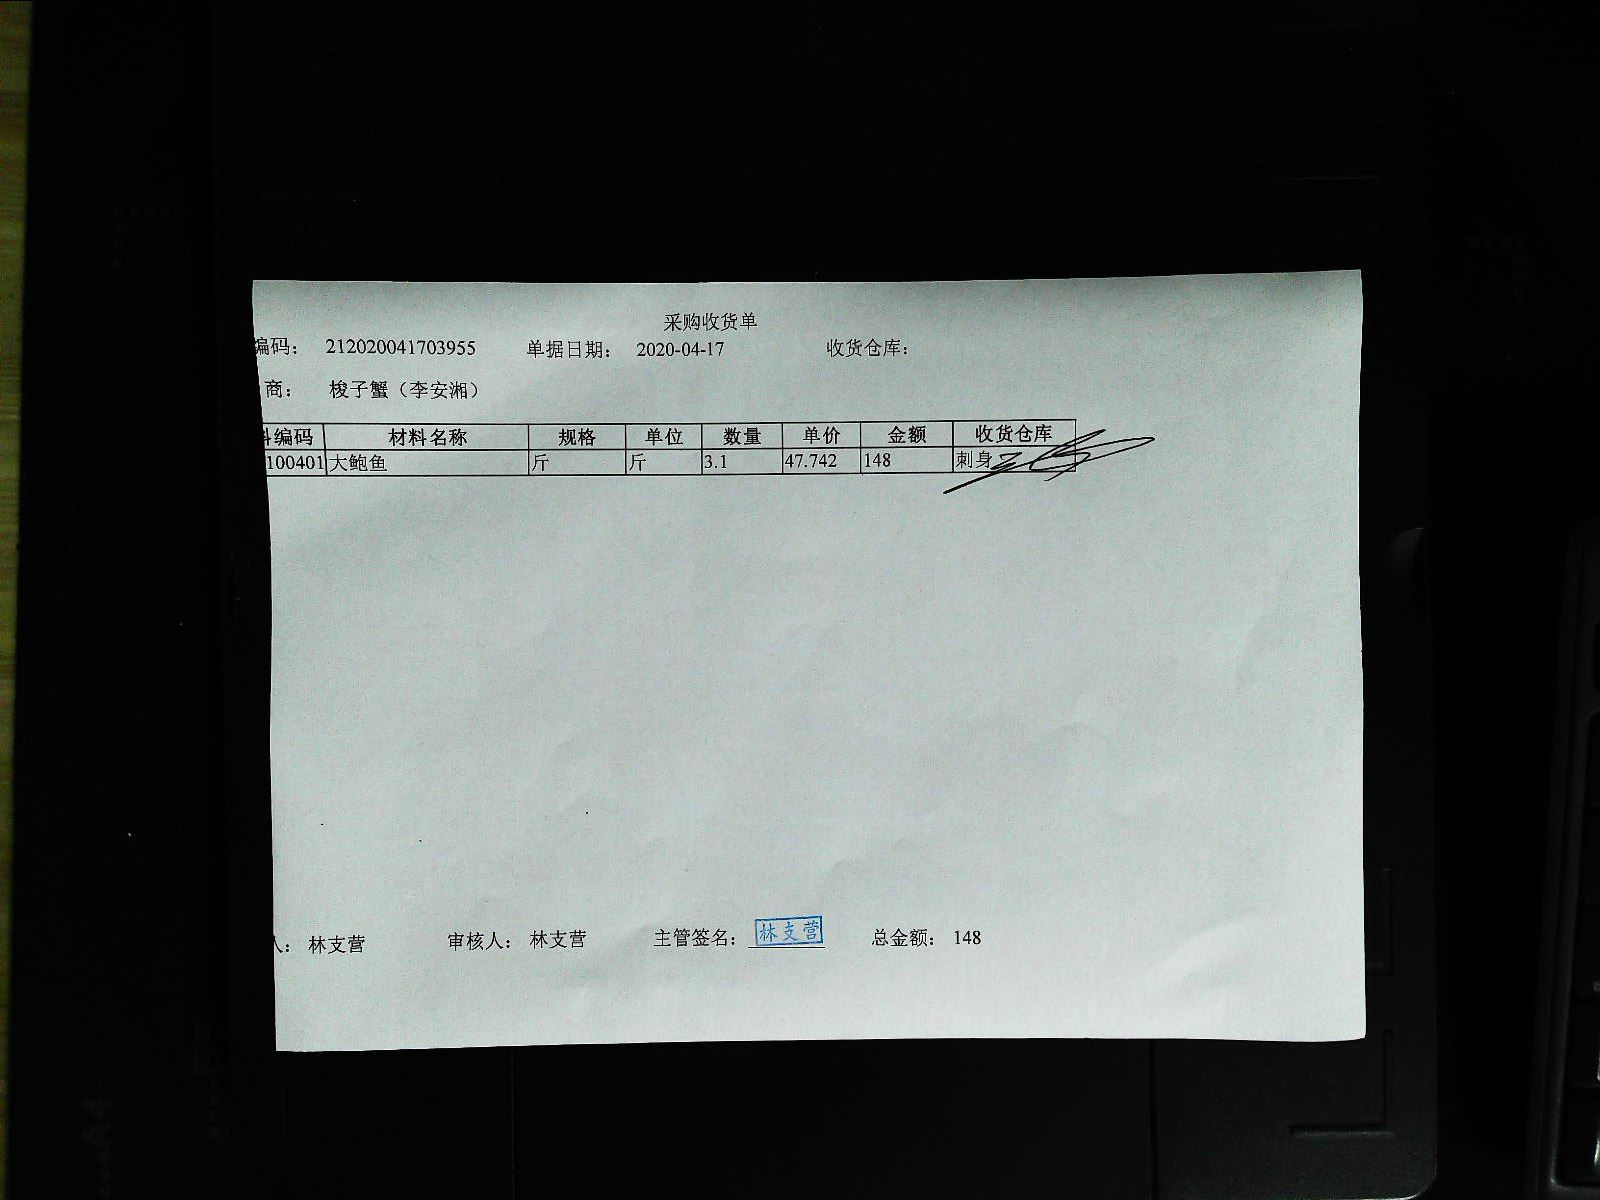 采购收货单
编码： 212020041703955 单据日期： 2020-04-17 收货仓库：
商： 梭子蟹（李安湘）
编码 材料名称 规格 单位 数量 单价 金额 收货仓库
100401 大鲍鱼 斤 斤 3.1 47.742 148 刺身
人： 林支营 审核人： 林支营 主管签名： 林支营 总金额： 148